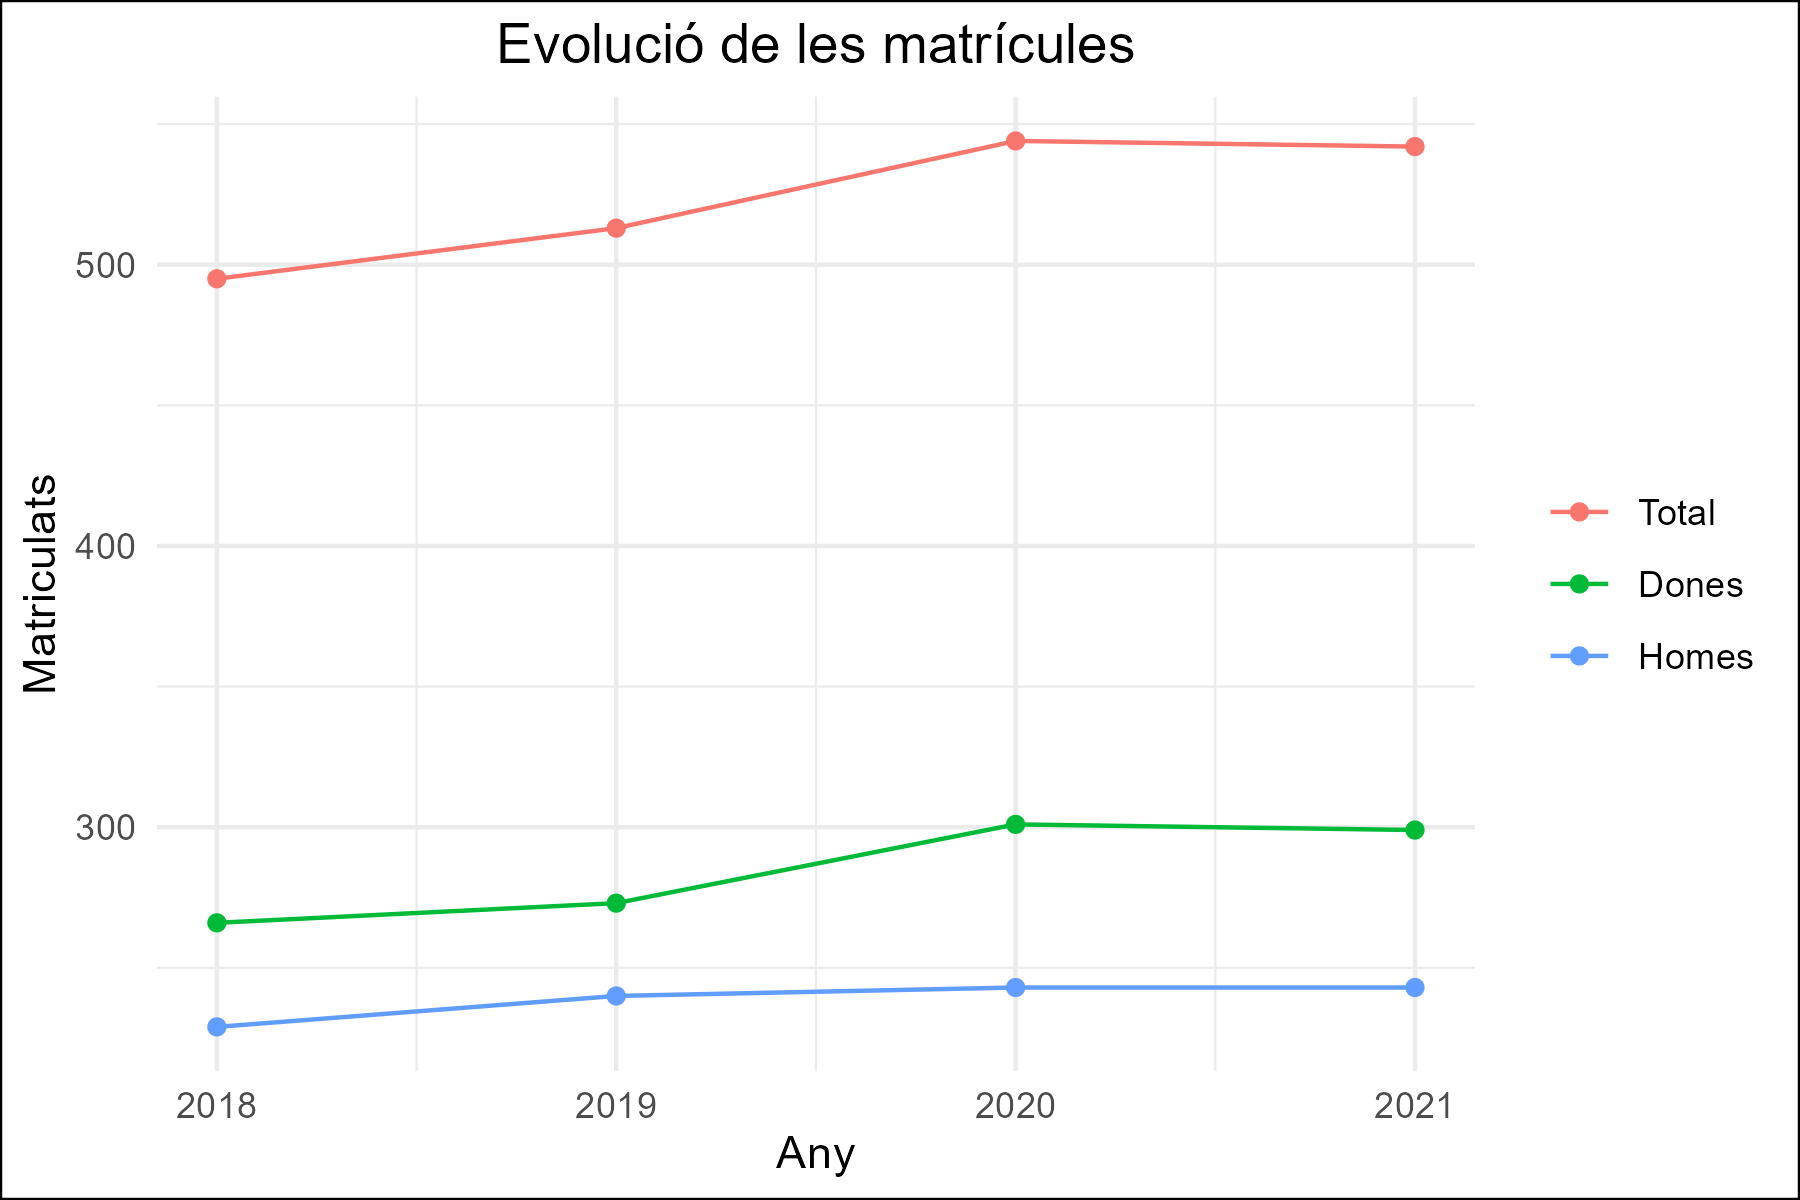 Evolució de les matrícules
Matriculats
500
400
300
2018 2019 2020 2021
Any
Total
Dones
Homes